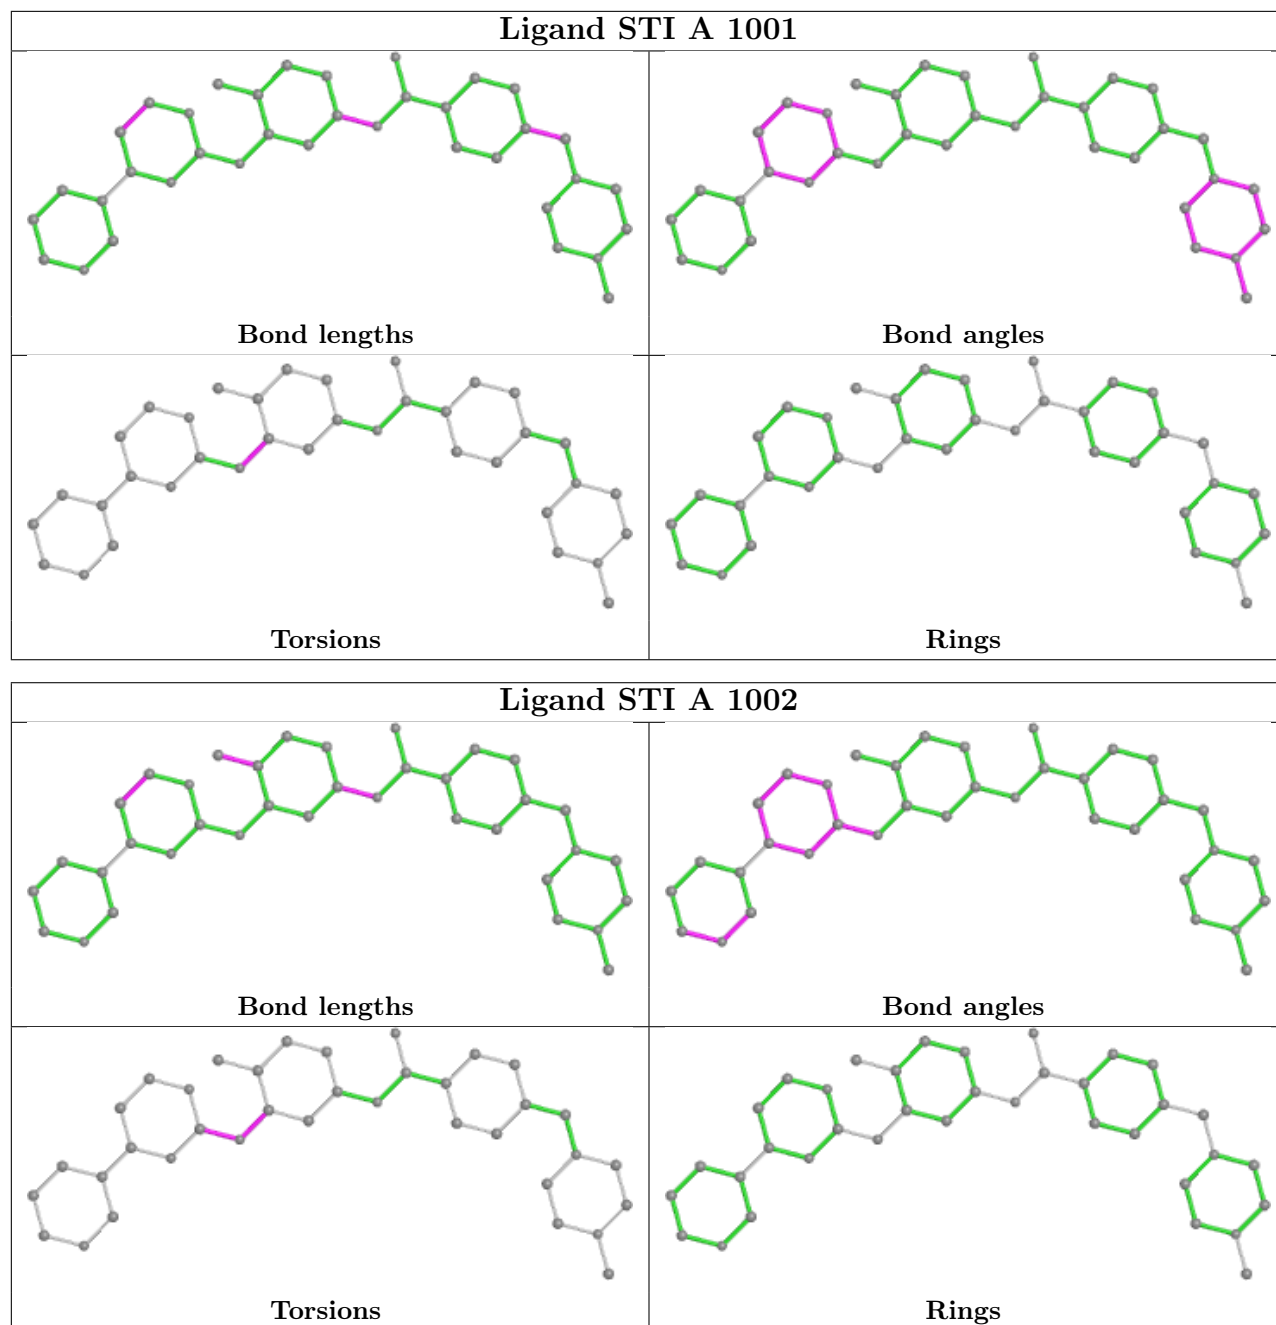 Ligand STI A 1001
Bond lengths
Bond angles
Torsions
Rings
Ligand STI A 1002
Bond lengths
Bond angles
Torsions
Rings